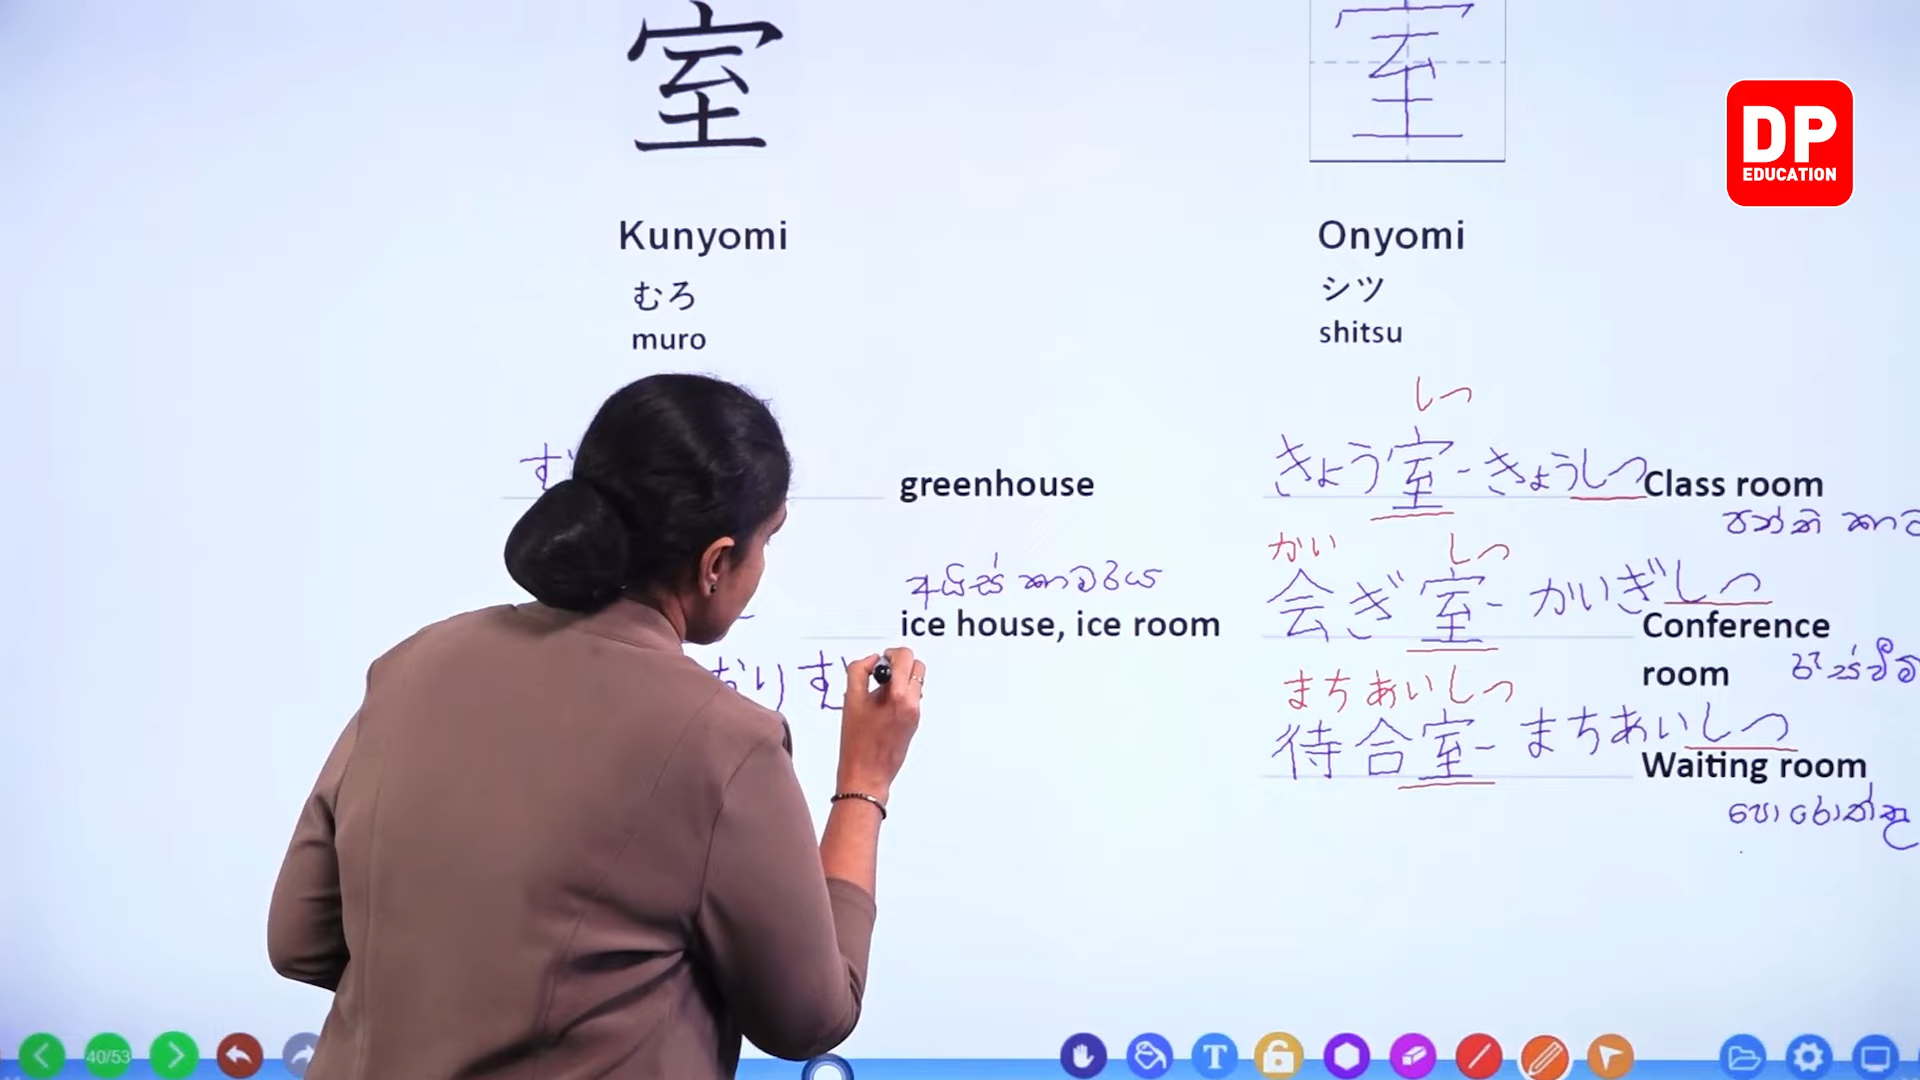 室
室
DP
EDUCATION
Kunyomi
むろ
muro
Onyomi
シツ
shitsu
greenhouse
අයිස් කාමරය
ice house, ice room
しつ
きょう室 - きょうしつ
Class room
පන්ති කාම
かい しつ
会ぎ室 - かいぎしつ
Conference
room
まちあいしつ
待合室 - まちあいしつ
Waiting room
පොරොත්තු
40/53
T